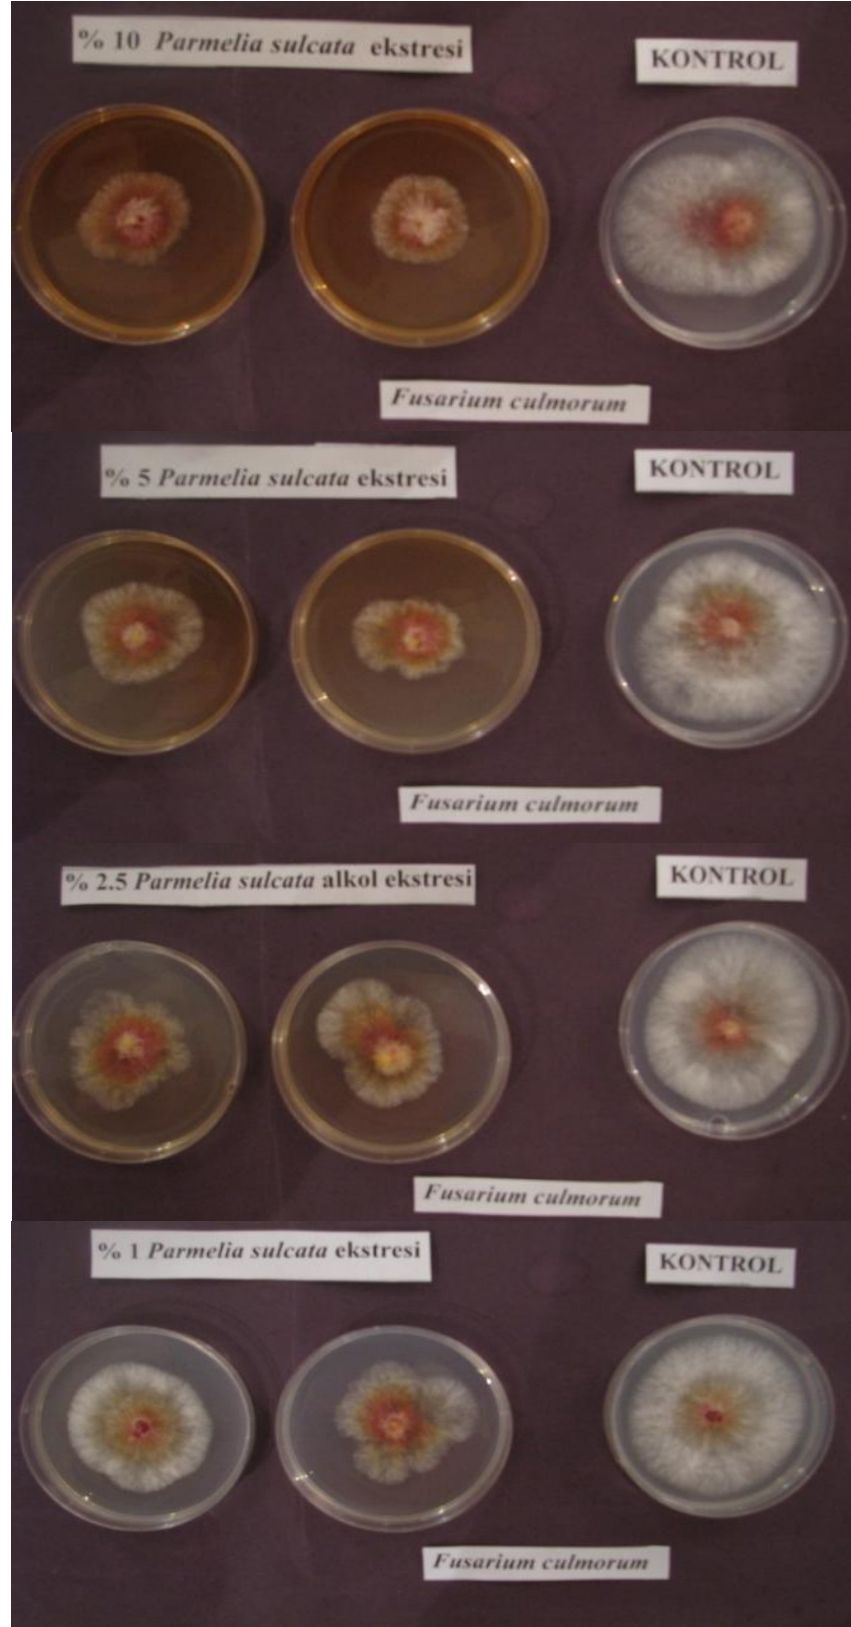 % 10 Parmelia sulcata ekstresi
KONTROL
Fusarium culmorum
% 5 Parmelia sulcata ekstresi
KONTROL
Fusarium culmorum
% 2.5 Parmelia sulcata alkol ekstresi
KONTROL
Fusarium culmorum
% 1 Parmelia sulcata ekstresi
KONTROL
Fusarium culmorum